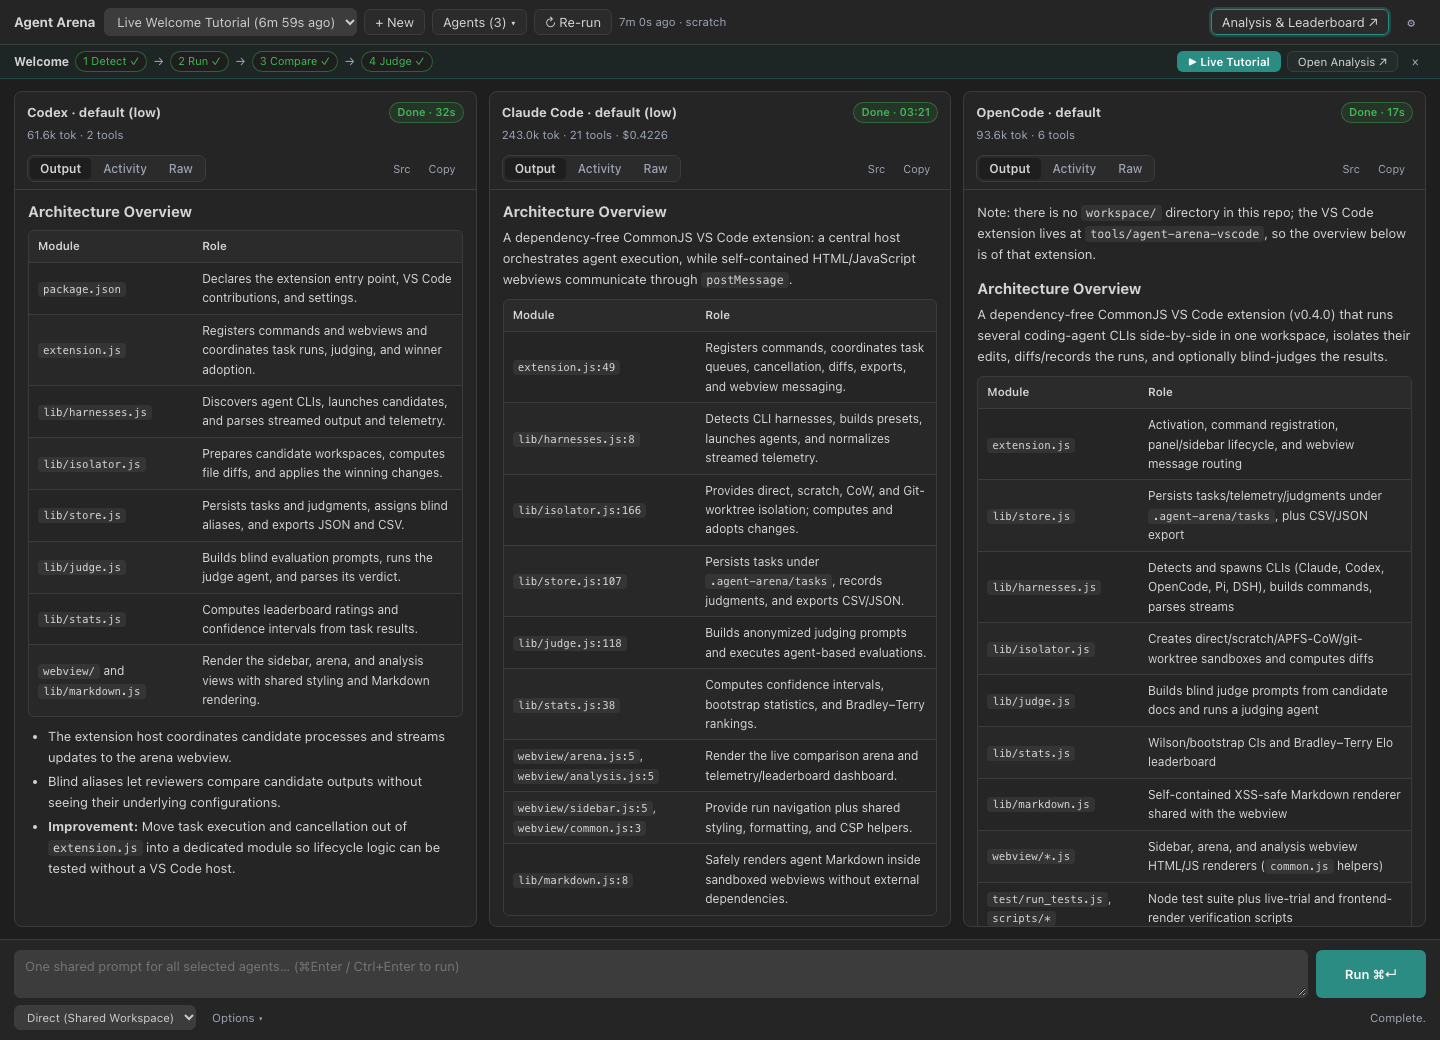 Agent Arena
Live Welcome Tutorial (6m 59s ago)
+ New
Agents (3) ▾
↻ Re-run
7m 0s ago · scratch
Analysis & Leaderboard ↗
⚙
Welcome
1 Detect ✓ → 2 Run ✓ → 3 Compare ✓ → 4 Judge ✓
▶ Live Tutorial
Open Analysis ↗
x
Codex · default (low)
Done · 32s
61.6k tok · 2 tools
Output Activity Raw
Src Copy
Architecture Overview
Module Role
package.json
Declares the extension entry point, VS Code
contributions, and settings.
extension.js
Registers commands and webviews and
coordinates task runs, judging, and winner
adoption.
lib/harnesses.js
Discovers agent CLIs, launches candidates,
and parses streamed output and telemetry.
lib/isolator.js
Prepares candidate workspaces, computes
file diffs, and applies the winning changes.
lib/store.js
Persists tasks and judgments, assigns blind
aliases, and exports JSON and CSV.
lib/judge.js
Builds blind evaluation prompts, runs the
judge agent, and parses its verdict.
lib/stats.js
Computes leaderboard ratings and
confidence intervals from task results.
webview/ and
lib/markdown.js
Render the sidebar, arena, and analysis
views with shared styling and Markdown
rendering.
• The extension host coordinates candidate processes and streams
updates to the arena webview.
• Blind aliases let reviewers compare candidate outputs without
seeing their underlying configurations.
• Improvement: Move task execution and cancellation out of
extension.js into a dedicated module so lifecycle logic can be
tested without a VS Code host.
Claude Code · default (low)
Done · 03:21
243.0k tok · 21 tools · $0.4226
Output Activity Raw
Src Copy
Architecture Overview
A dependency-free CommonJS VS Code extension: a central host
orchestrates agent execution, while self-contained HTML/JavaScript
webviews communicate through postMessage.
Module Role
extension.js:49
Registers commands, coordinates task
queues, cancellation, diffs, exports,
and webview messaging.
lib/harnesses.js:8
Detects CLI harnesses, builds presets,
launches agents, and normalizes
streamed telemetry.
lib/isolator.js:166
Provides direct, scratch, CoW, and Git-
worktree isolation; computes and
adopts changes.
lib/store.js:107
Persists tasks under
.agent-arena/tasks, records
judgments, and exports CSV/JSON.
lib/judge.js:118
Builds anonymized judging prompts
and executes agent-based evaluations.
lib/stats.js:38
Computes confidence intervals,
bootstrap statistics, and Bradley–Terry
rankings.
webview/arena.js:5,
webview/analysis.js:5
Render the live comparison arena and
telemetry/leaderboard dashboard.
webview/sidebar.js:5,
webview/common.js:3
Provide run navigation plus shared
styling, formatting, and CSP helpers.
lib/markdown.js:8
Safely renders agent Markdown inside
sandboxed webviews without external
dependencies.
OpenCode · default
Done · 17s
93.6k tok · 6 tools
Output Activity Raw
Src Copy
Note: there is no workspace/ directory in this repo; the VS Code
extension lives at tools/agent-arena-vscode, so the overview below
is of that extension.
Architecture Overview
A dependency-free CommonJS VS Code extension (v0.4.0) that runs
several coding-agent CLIs side-by-side in one workspace, isolates their
edits, diffs/records the runs, and optionally blind-judges the results.
Module Role
extension.js
Activation, command registration,
panel/sidebar lifecycle, and webview
message routing
lib/store.js
Persists tasks/telemetry/judgments under
.agent-arena/tasks, plus CSV/JSON
export
lib/harnesses.js
Detects and spawns CLIs (Claude, Codex,
OpenCode, Pi, DSH), builds commands,
parses streams
lib/isolator.js
Creates direct/scratch/APFS-CoW/git-
worktree sandboxes and computes diffs
lib/judge.js
Builds blind judge prompts from candidate
docs and runs a judging agent
lib/stats.js
Wilson/bootstrap CIs and Bradley–Terry Elo
leaderboard
lib/markdown.js
Self-contained XSS-safe Markdown renderer
shared with the webview
webview/*.js
Sidebar, arena, and analysis webview
HTML/JS renderers (common.js helpers)
test/run_tests.js,
scripts/*
Node test suite plus live-trial and frontend-
render verification scripts
One shared prompt for all selected agents... (⌘Enter / Ctrl+Enter to run)
Run ⌘↵
Direct (Shared Workspace)
Options ▾
Complete.